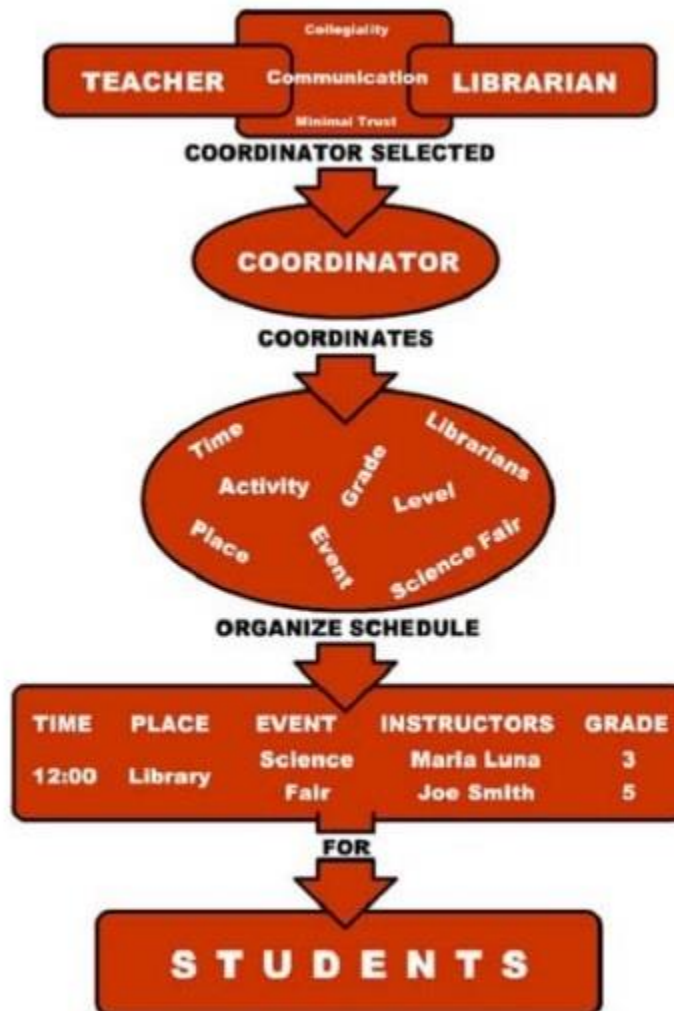 Collegiality
TEACHER Communication LIBRARIAN
Minimal Trust
COORDINATOR SELECTED
COORDINATOR
COORDINATES
Time
Librarians
Activity
Grade
Level
Place
Event
Science Fair
ORGANIZE SCHEDULE
TIME PLACE EVENT INSTRUCTORS GRADE
12:00 Library Science Fair Maria Luna 3
Joe Smith 5
FOR
STUDENTS